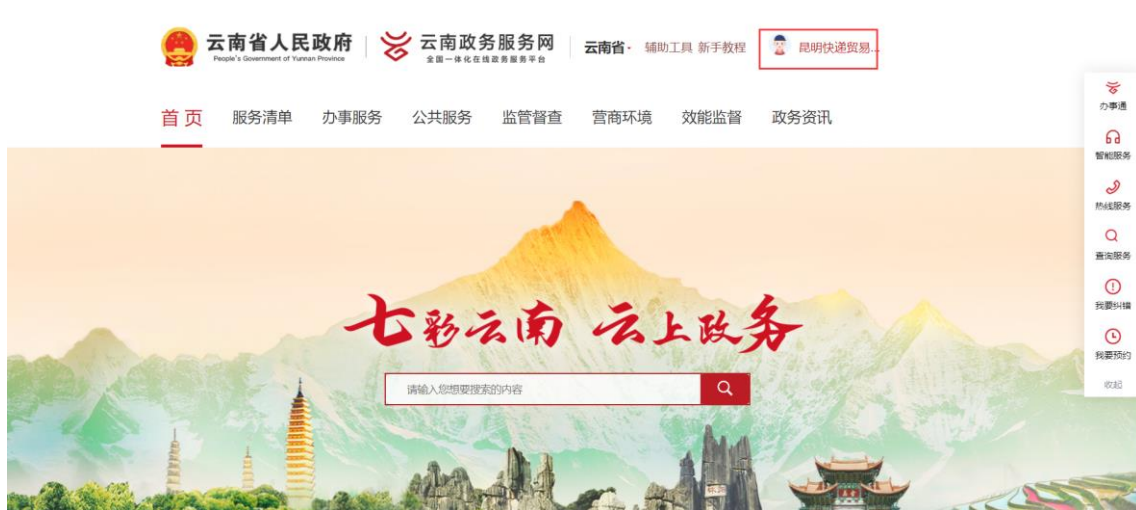 云南省人民政府
People's Government of Yunnan Province
云南政务服务网
全国一体化在线政务服务平台
云南省
辅助工具 新手教程
昆明快递贸易...
首页 服务清单 办事服务 公共服务 监管督查 营商环境 效能监督 政务资讯
七彩云南 云上政务
请输入您想要搜索的内容
办事通
智能服务
热线服务
查询服务
我要纠错
我要预约
收起